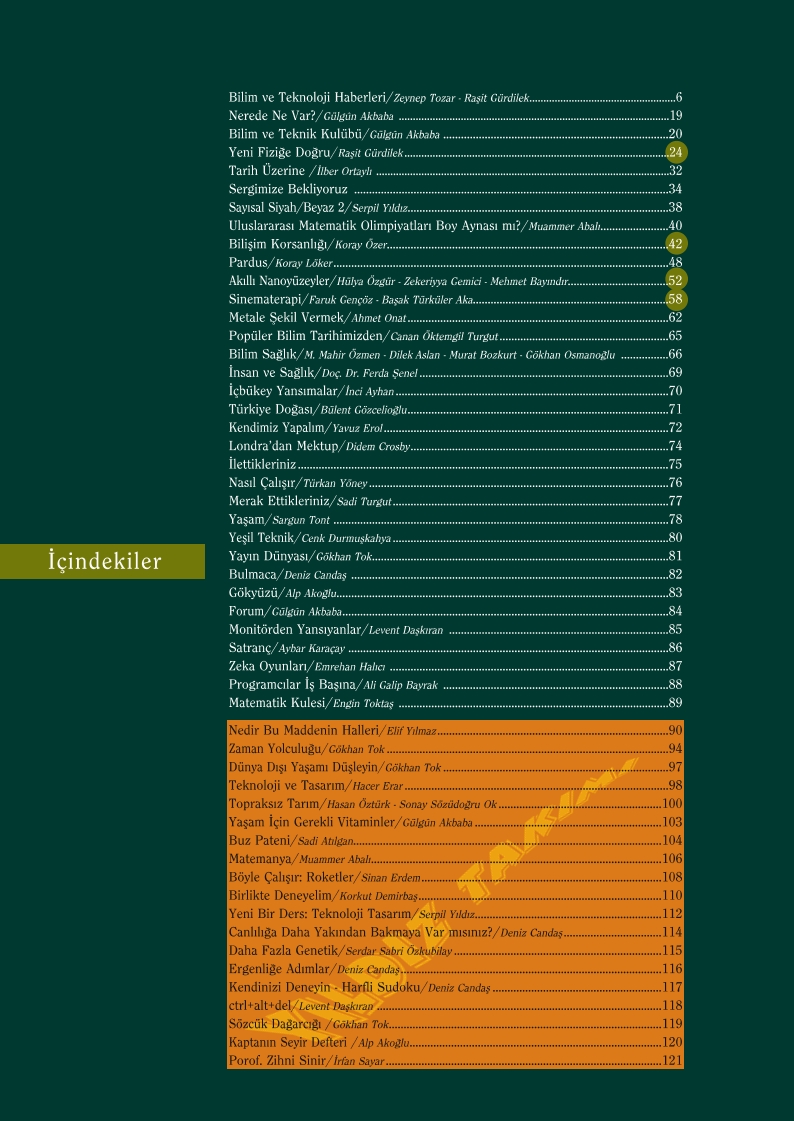 Bilim ve Teknoloji Haberleri/Zeynep Tozar - Raşit Gürdilek....................................................6
Nerede Ne Var?/Gülgûn Akbaba ................................................................................................19
Bilim ve Teknik Kulübü/Gülgûn Akbaba ................................................................................20
Yeni Fiziğe Doğru/Raşit Gürdilek..............................................................................................24
Tarih Üzerine /İlber Ortaylı ........................................................................................................32
Sergimize Bekliyoruz ................................................................................................................34
Sayısal Siyah/Beyaz 2/Serpil Yıldız............................................................................................38
Uluslararası Matematik Olimpiyatları Boy Aynası mı?/Muammer Abalı........................40
Bilişim Korsanlığı/Koray Özer....................................................................................................42
Pardus/Koray Löker......................................................................................................................48
Akıllı Nanoyüzeyler/Hülya Özgür - Zekeriyya Gemici - Mehmet Bayındır....................................52
Sinematerapi/Faruk Gençöz - Başak Türküler Aka......................................................................58
Metale Şekil Vermek/Ahmet Onat............................................................................................62
Popüler Bilim Tarihimizden/Canan Öktemgil Turgut............................................................65
Bilim Sağlık/M. Mahir Özmen - Dilek Aslan - Murat Bozkurt - Gökhan Osmanoğlu ................66
İnsan ve Sağlık/Doç. Dr. Ferda Şenel........................................................................................69
İçbükey Yansımalar/İnci Ayhan................................................................................................70
Türkiye Doğası/Bülent Gözcelioğlu............................................................................................71
Kendimiz Yapalım/Yavuz Erol....................................................................................................72
Londra'dan Mektup/Didem Crosby............................................................................................74
İlettikleriniz..................................................................................................................................75
Nasıl Çalışır/Türkan Yöney........................................................................................................76
Merak Ettikleriniz/Sadi Turgut..................................................................................................77
Yaşam/Sargun Tont ......................................................................................................................78
Yeşil Teknik/Cenk Durmuşkahya................................................................................................80
Yayın Dünyası/Gökhan Tok........................................................................................................81
Bulmaca/Deniz Candaş ................................................................................................................82
Gökyüzü/Alp Akoğlu....................................................................................................................83
Forum/Gülgûn Akbaba..................................................................................................................84
Monitörden Yansıyanlar/Levent Daşkıran ..............................................................................85
Satranç/Aybar Karaçay ................................................................................................................86
Zeka Oyunları/Emrehan Halıcı ..................................................................................................87
Programcılar İş Başına/Ali Galip Bayrak ................................................................................88
Matematik Kulesi/Engin Toktaş ................................................................................................89
İçindekiler
YILDIZ TAKIMI
Nedir Bu Maddenin Halleri/Elif Yılmaz..................................................................................90
Zaman Yolculuğu/Gökhan Tok ..................................................................................................94
Dünya Dışı Yaşamı Düşleyin/Gökhan Tok ..............................................................................97
Teknoloji ve Tasarım/Hacer Erar..............................................................................................98
Topraksız Tarım/Hasan Öztürk - Sonay Sözüdoğru Ok..........................................................100
Yaşam İçin Gerekli Vitaminler/Gülgûn Akbaba ..................................................................103
Buz Pateni/Sadi Atılgan..............................................................................................................104
Matemanya/Muammer Abalı......................................................................................................106
Böyle Çalışır: Roketler/Sinan Erdem......................................................................................108
Birlikte Deneyelim/Korkut Demirbaş........................................................................................110
Yeni Bir Ders: Teknoloji Tasarım/Serpil Yıldız....................................................................112
Canlılığa Daha Yakından Bakmaya Var mısınız?/Deniz Candaş..................................114
Daha Fazla Genetik/Serdar Sabri Özkubilay ..........................................................................115
Ergenliğe Adımlar/Deniz Candaş..............................................................................................116
Kendinizi Deneyin - Harfli Sudoku/Deniz Candaş ..............................................................117
ctrl+alt+del/Levent Daşkıran ....................................................................................................118
Sözcük Dağarcığı /Gökhan Tok................................................................................................119
Kaptanın Seyir Defteri /Alp Akoğlu..........................................................................................120
Porof. Zihni Sinir/İrfan Sayar....................................................................................................121